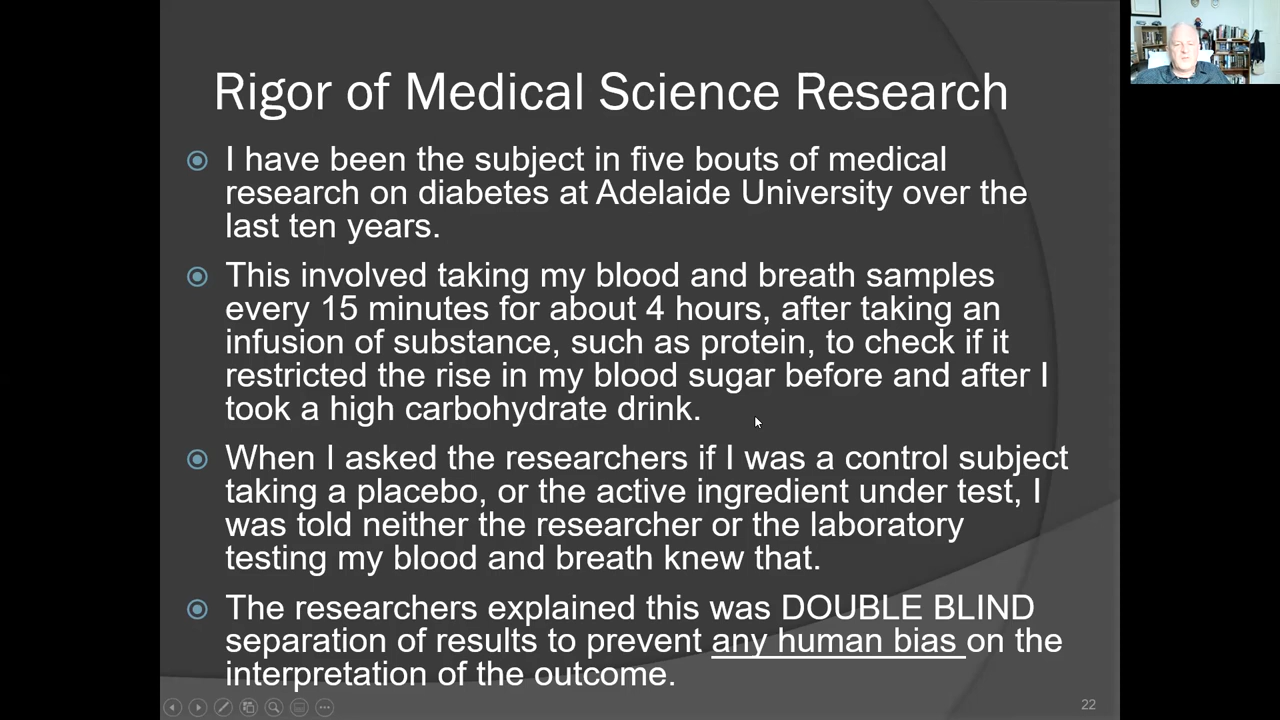 Rigor of Medical Science Research
I have been the subject in five bouts of medical
research on diabetes at Adelaide University over the
last ten years.
This involved taking my blood and breath samples
every 15 minutes for about 4 hours, after taking an
infusion of substance, such as protein, to check if it
restricted the rise in my blood sugar before and after I
took a high carbohydrate drink.
When I asked the researchers if I was a control subject
taking a placebo, or the active ingredient under test, I
was told neither the researcher or the laboratory
testing my blood and breath knew that.
The researchers explained this was DOUBLE BLIND
separation of results to prevent any human bias on the
interpretation of the outcome.
22